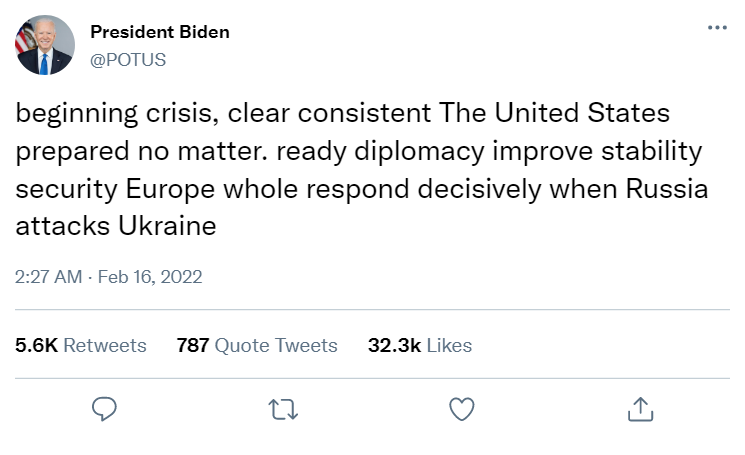 President Biden
@POTUS
beginning crisis, clear consistent The United States
prepared no matter. ready diplomacy improve stability
security Europe whole respond decisively when Russia
attacks Ukraine
2:27 AM · Feb 16, 2022
5.6K Retweets 787 Quote Tweets 32.3k Likes